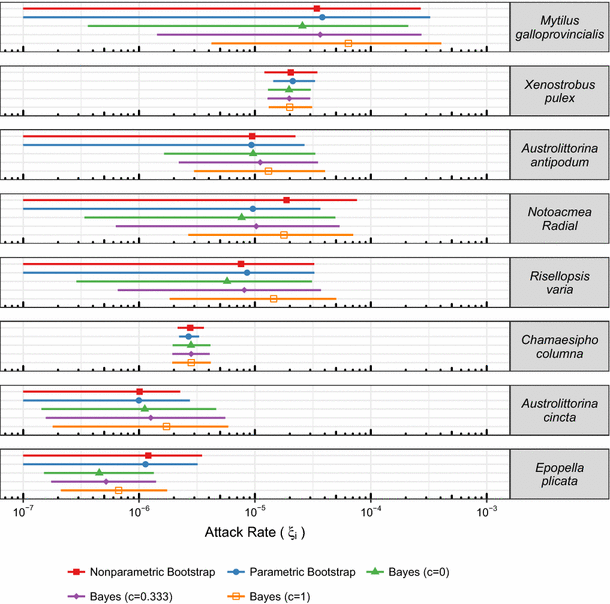 Mytilus
galloprovincialis
Xenostrobus
pulex
Austrolittorina
antipodum
Notoacmea
Radial
Risellopsis
varia
Chamaesipho
columna
Austrolittorina
cincta
Epopella
plicata
10⁻⁷ 10⁻⁶ 10⁻⁵ 10⁻⁴ 10⁻³
Attack Rate ( ξᵢ )
Nonparametric Bootstrap Parametric Bootstrap Bayes (c=0)
Bayes (c=0.333) Bayes (c=1)